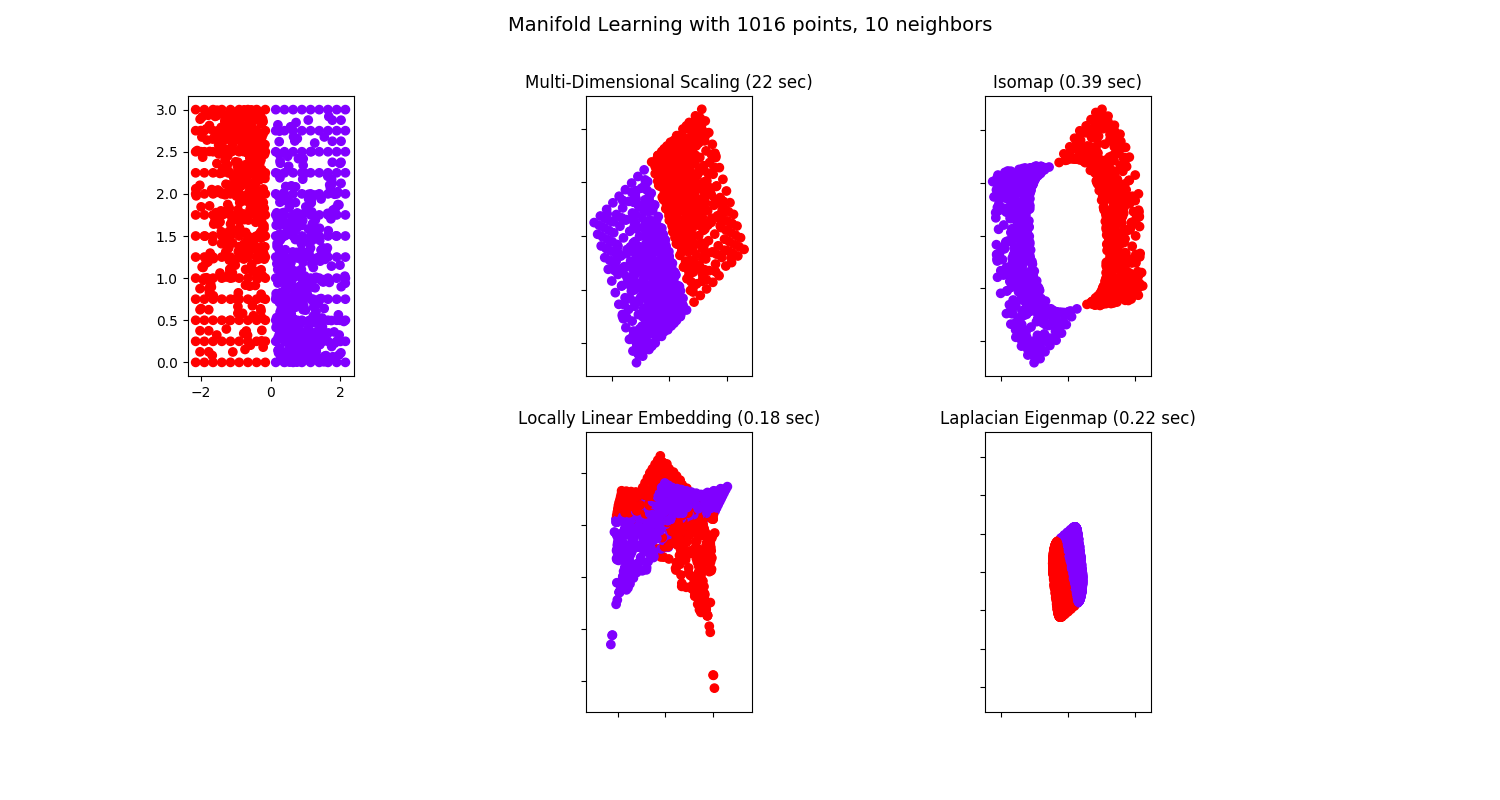 Manifold Learning with 1016 points, 10 neighbors
Multi-Dimensional Scaling (22 sec)
Isomap (0.39 sec)
3.0
2.5
2.0
1.5
1.0
0.5
0.0
−2 0 2
Locally Linear Embedding (0.18 sec)
Laplacian Eigenmap (0.22 sec)